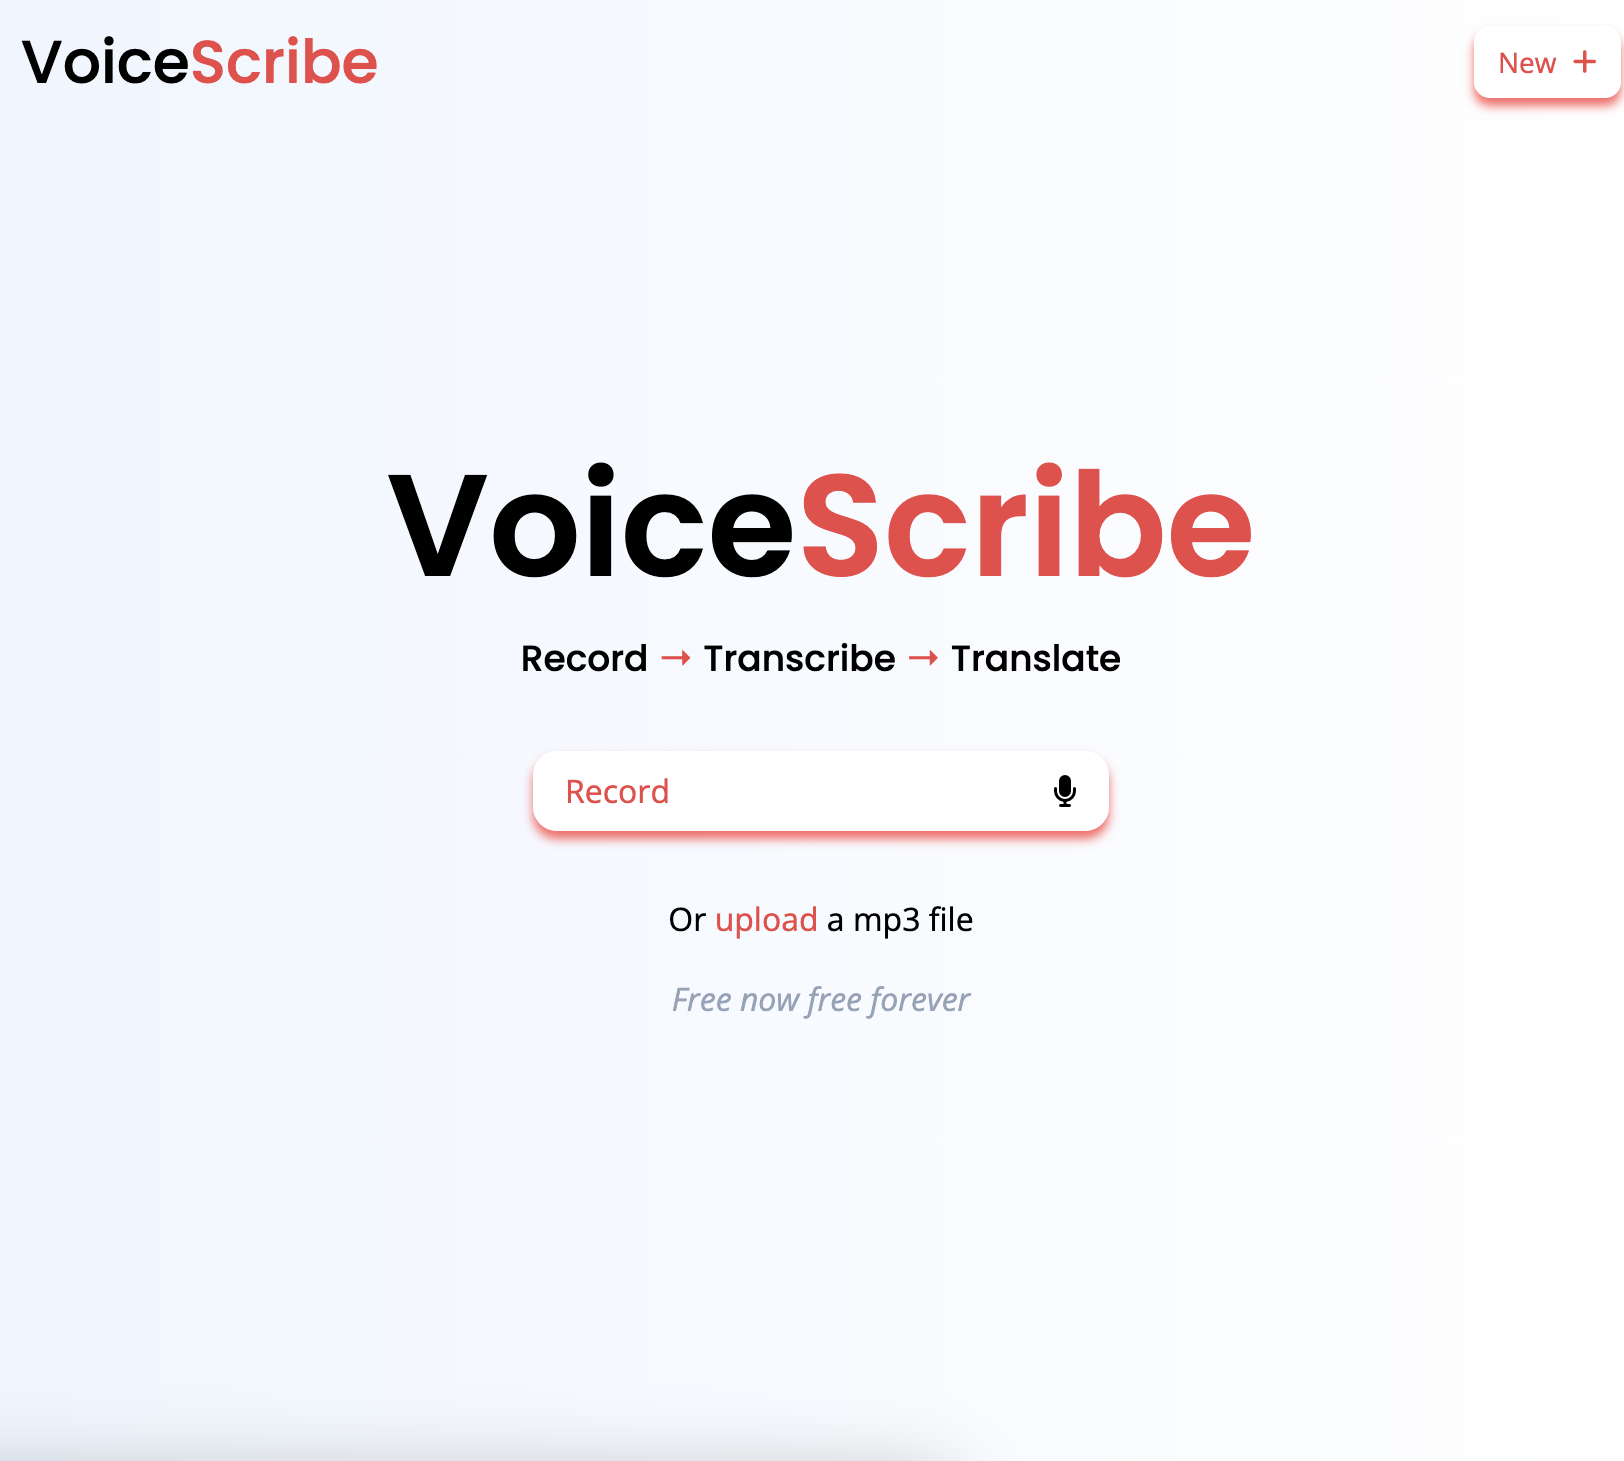 VoiceScribe
New +
VoiceScribe
Record → Transcribe → Translate
Record
Or upload a mp3 file
Free now free forever